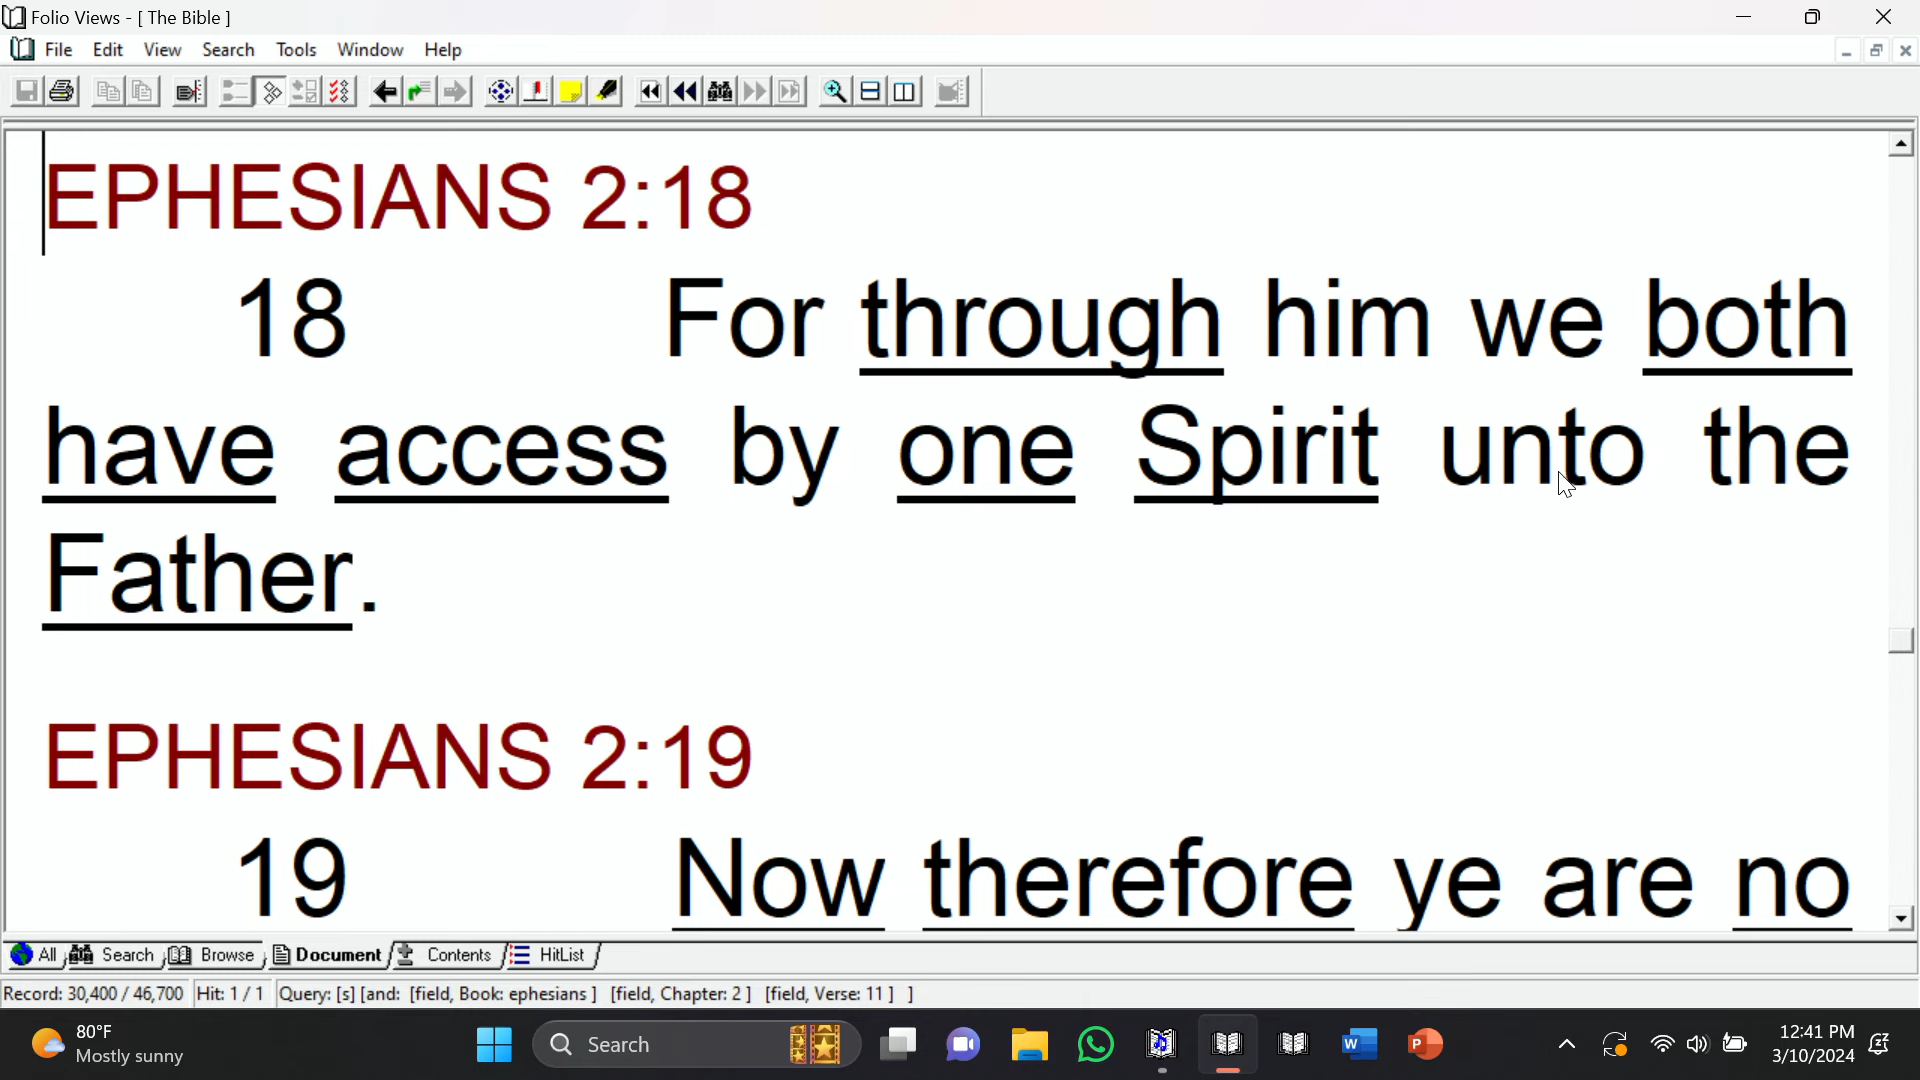 Folio Views - [ The Bible ]
File Edit View Search Tools Window Help
EPHESIANS 2:18
18 For through him we both
have access by one Spirit unto the
Father.
EPHESIANS 2:19
19 Now therefore ye are no
All Search Browse Document Contents HitList
Record: 30,400 / 46,700 Hit: 1 / 1 Query: [s] [and: [field, Book: ephesians ] [field, Chapter: 2 ] [field, Verse: 11 ] ]
80°F
Mostly sunny
Search
W
P
12:41 PM
3/10/2024